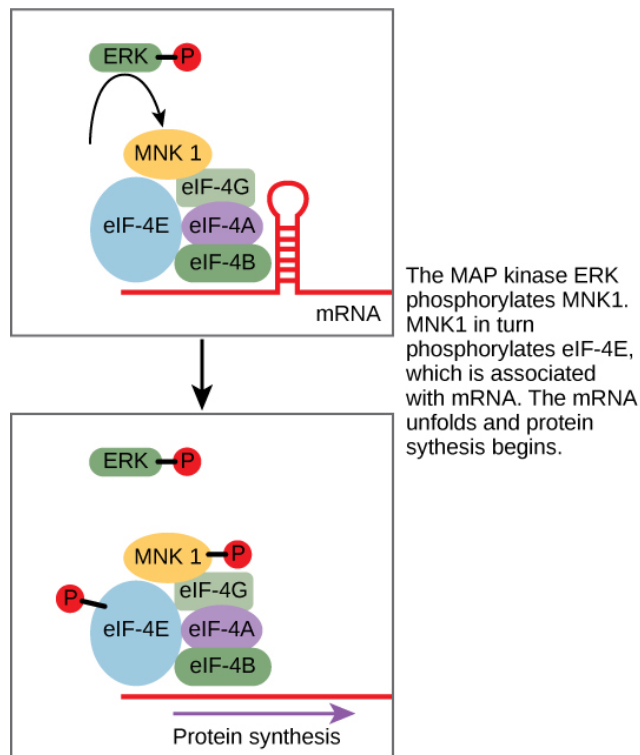 ERK P
MNK 1
eIF-4G
eIF-4E eIF-4A
eIF-4B
mRNA
The MAP kinase ERK
phosphorylates MNK1.
MNK1 in turn
phosphorylates eIF-4E,
which is associated
with mRNA. The mRNA
unfolds and protein
sythesis begins.
ERK P
MNK 1 P
P
eIF-4G
eIF-4E eIF-4A
eIF-4B
Protein synthesis